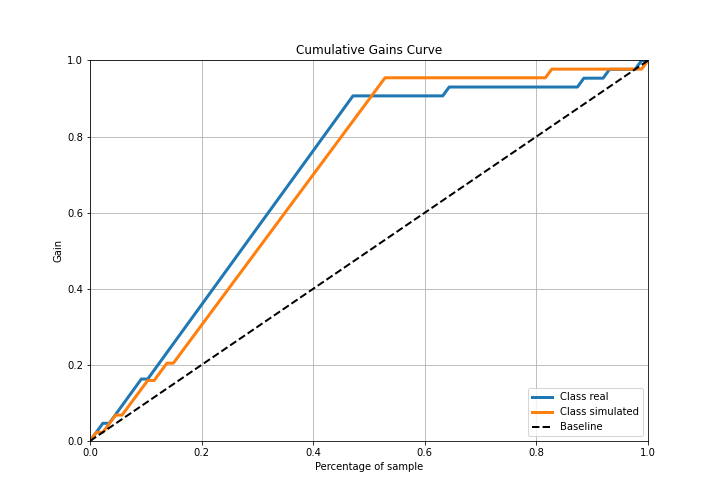 Cumulative Gains Curve
1.0
0.8
0.6
0.4
0.2
0.0
Gain
0.0 0.2 0.4 0.6 0.8 1.0
Percentage of sample
Class real
Class simulated
Baseline